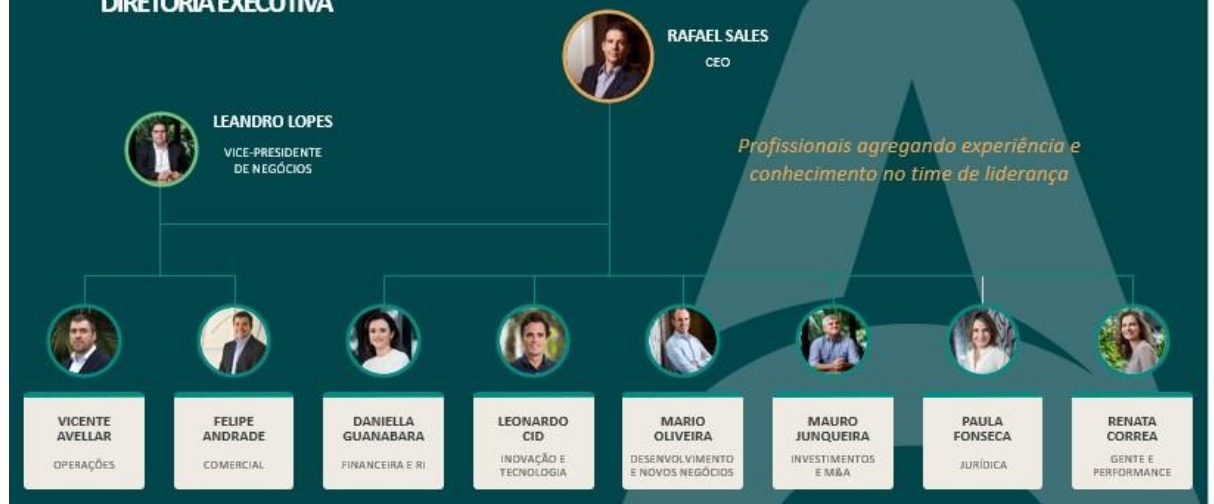 DIRETORIA EXECUTIVA
RAFAEL SALES
CEO
LEANDRO LOPES
VICE-PRESIDENTE
DE NEGÓCIOS
Profissionais agregando experiência e
conhecimento no time de liderança
VICENTE
AVELLAR
OPERAÇÕES
FELIPE
ANDRADE
COMERCIAL
DANIELLA
GUANABARA
FINANCEIRA E RI
LEONARDO
CID
INOVAÇÃO E
TECNOLOGIA
MARIO
OLIVEIRA
DESENVOLVIMENTO
E NOVOS NEGÓCIOS
MAURO
JUNQUEIRA
INVESTIMENTOS
E M&A
PAULA
FONSECA
JURÍDICA
RENATA
CORREA
GENTE E
PERFORMANCE